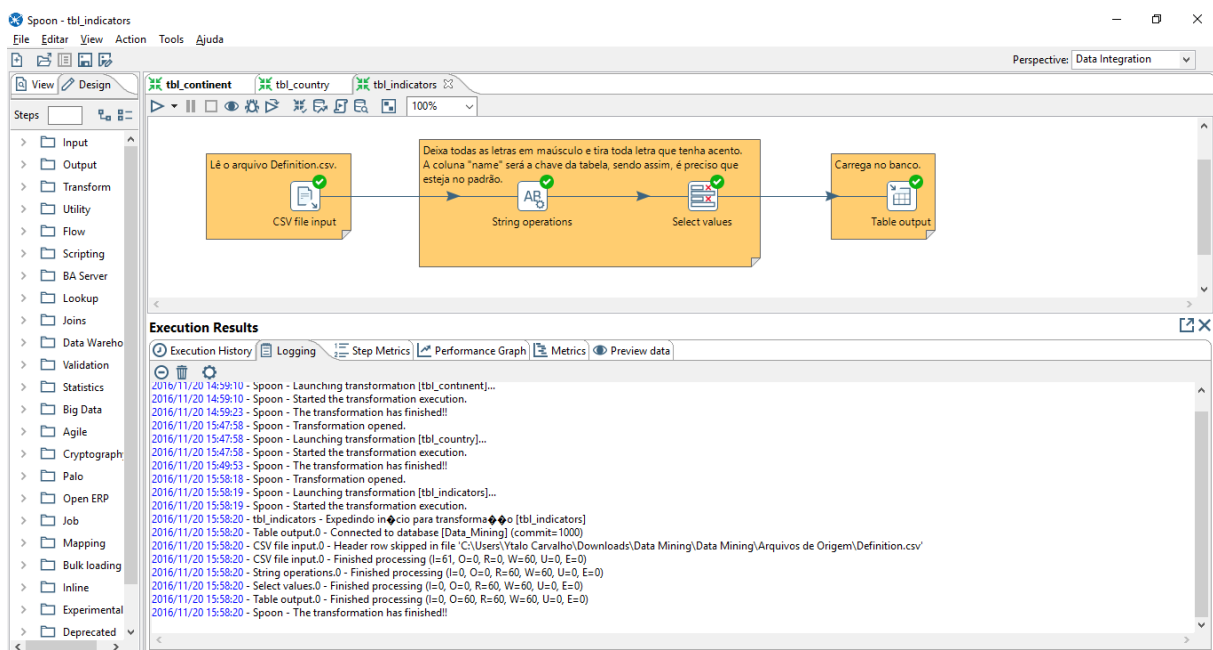 Spoon - tbl_indicators
File Editar View Action Tools Ajuda
Perspective: Data Integration
View Design
tbl_continent tbl_country tbl_indicators
Steps
100%
Input
Output
Transform
Utility
Flow
Scripting
BA Server
Lookup
Joins
Data Wareho
Validation
Statistics
Big Data
Agile
Cryptograph
Palo
Open ERP
Job
Mapping
Bulk loading
Inline
Experimental
Deprecated
Lê o arquivo Definition.csv.
CSV file input
Deixa todas as letras em maúsculo e tira toda letra que tenha acento.
A coluna "name" será a chave da tabela, sendo assim, é preciso que
esteja no padrão.
String operations
Select values
Carrega no banco.
Table output
Execution Results
Execution History Logging Step Metrics Performance Graph Metrics Preview data
2016/11/20 14:59:10 - Spoon - Launching transformation [tbl_continent]...
2016/11/20 14:59:10 - Spoon - Started the transformation execution.
2016/11/20 14:59:23 - Spoon - The transformation has finished!!
2016/11/20 15:47:58 - Spoon - Transformation opened.
2016/11/20 15:47:58 - Spoon - Launching transformation [tbl_country]...
2016/11/20 15:47:58 - Spoon - Started the transformation execution.
2016/11/20 15:49:53 - Spoon - The transformation has finished!!
2016/11/20 15:58:18 - Spoon - Transformation opened.
2016/11/20 15:58:19 - Spoon - Launching transformation [tbl_indicators]...
2016/11/20 15:58:19 - Spoon - Started the transformation execution.
2016/11/20 15:58:20 - tbl_indicators - Expedindo in�cio para transforma��o [tbl_indicators]
2016/11/20 15:58:20 - Table output.0 - Connected to database [Data_Mining] (commit=1000)
2016/11/20 15:58:20 - CSV file input.0 - Header row skipped in file 'C:\Users\Ytalo Carvalho\Downloads\Data Mining\Data Mining\Arquivos de Origem\Definition.csv'
2016/11/20 15:58:20 - CSV file input.0 - Finished processing (I=61, O=0, R=0, W=60, U=0, E=0)
2016/11/20 15:58:20 - String operations.0 - Finished processing (I=0, O=0, R=60, W=60, U=0, E=0)
2016/11/20 15:58:20 - Select values.0 - Finished processing (I=0, O=0, R=60, W=60, U=0, E=0)
2016/11/20 15:58:20 - Table output.0 - Finished processing (I=0, O=60, R=60, W=60, U=0, E=0)
2016/11/20 15:58:20 - Spoon - The transformation has finished!!